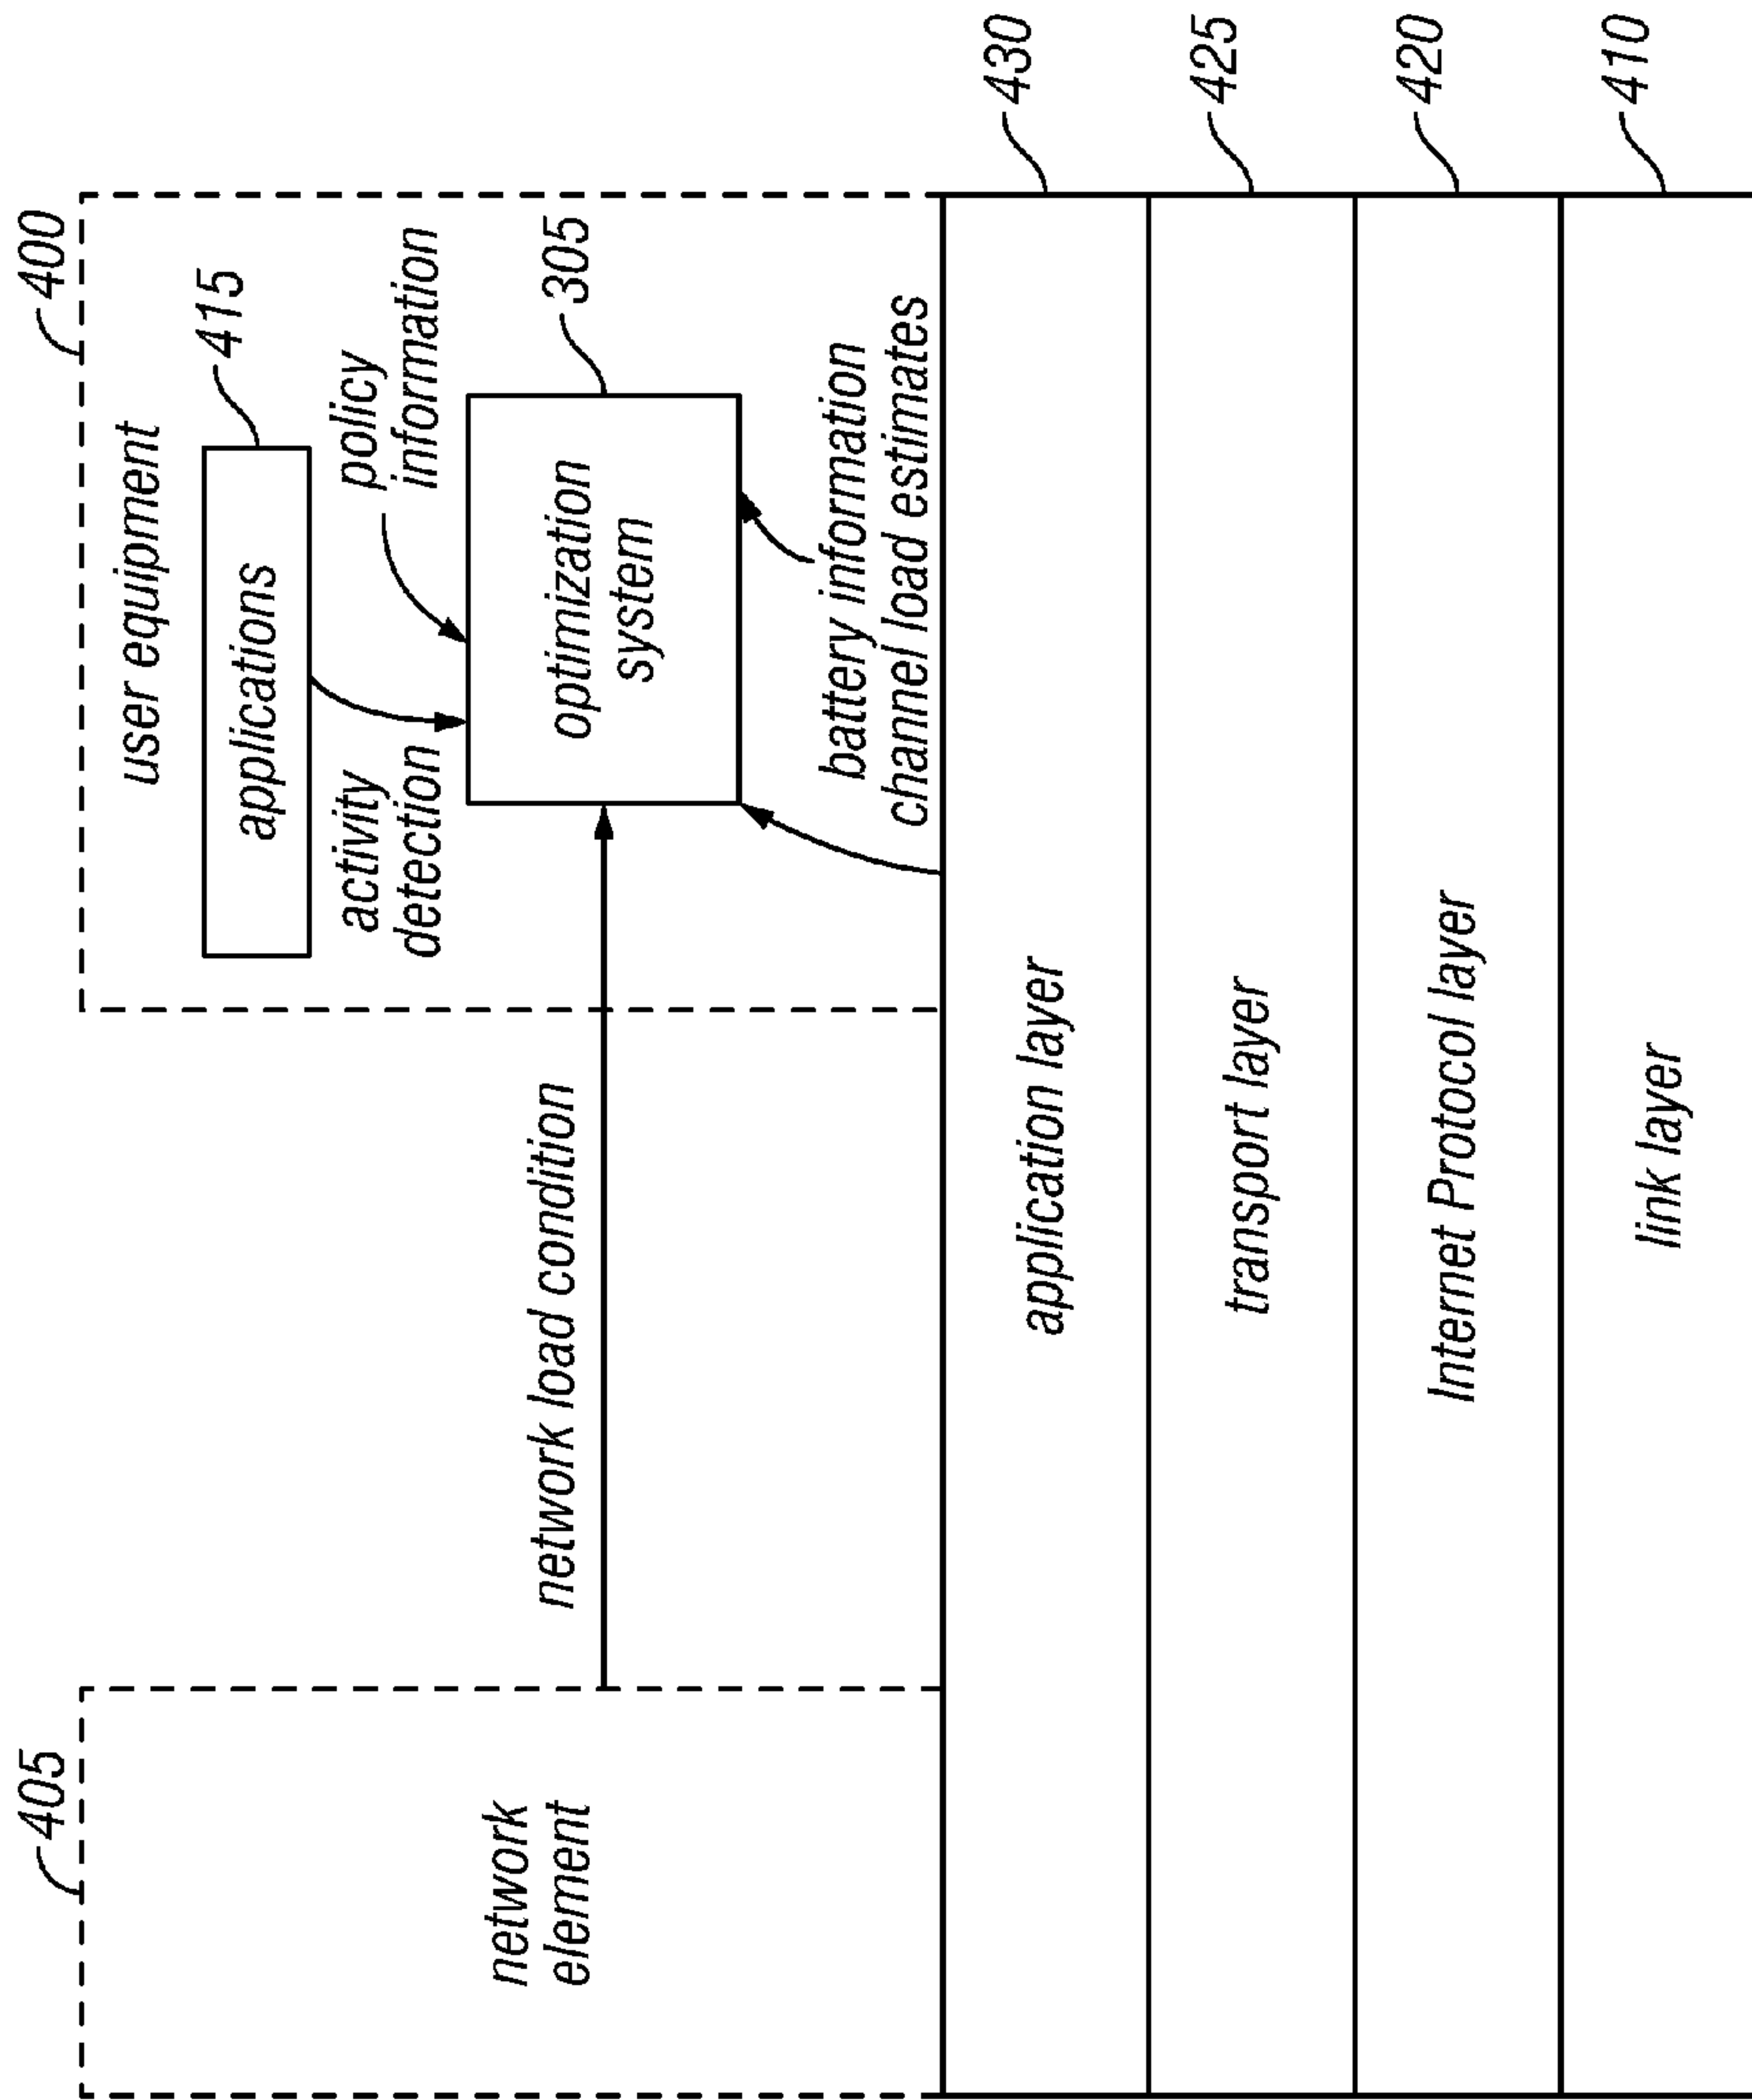 405
400
user equipment
415
applications
activity
detection
policy
information
305
optimization
system
network
element
network load condition
battery information
channel load estimates
430
application layer
425
transport layer
420
Internet Protocol layer
410
link layer